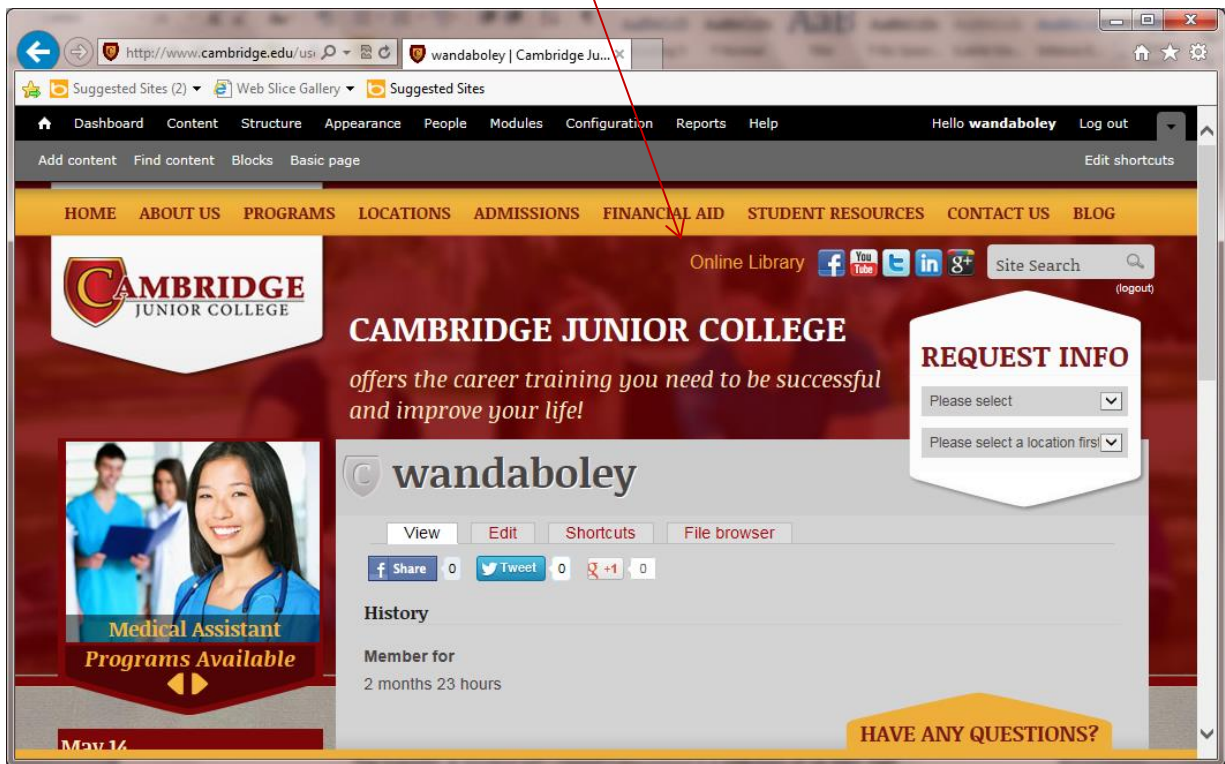 http://www.cambridge.edu/us
wandaboley | Cambridge Ju...
Suggested Sites (2) Web Slice Gallery Suggested Sites
Dashboard Content Structure Appearance People Modules Configuration Reports Help Hello wandaboley Log out
Add content Find content Blocks Basic page Edit shortcuts
HOME ABOUT US PROGRAMS LOCATIONS ADMISSIONS FINANCIAL AID STUDENT RESOURCES CONTACT US BLOG
Online Library f You Tube in g+ Site Search
(logout)
CAMBRIDGE
JUNIOR COLLEGE
CAMBRIDGE JUNIOR COLLEGE
offers the career training you need to be successful
and improve your life!
REQUEST INFO
Please select
Please select a location first
C wandaboley
View Edit Shortcuts File browser
f Share 0 Tweet 0 g +1 0
History
Member for
2 months 23 hours
Medical Assistant
Programs Available
May 14
HAVE ANY QUESTIONS?